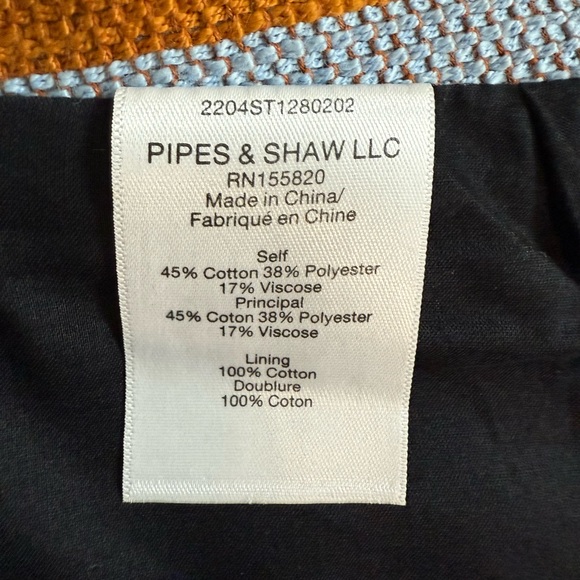 2204ST1280202
PIPES & SHAW LLC
RN155820
Made in China/
Fabriqué en Chine
Self
45% Cotton 38% Polyester
17% Viscose
Principal
45% Coton 38% Polyester
17% Viscose
Lining
100% Cotton
Doublure
100% Coton